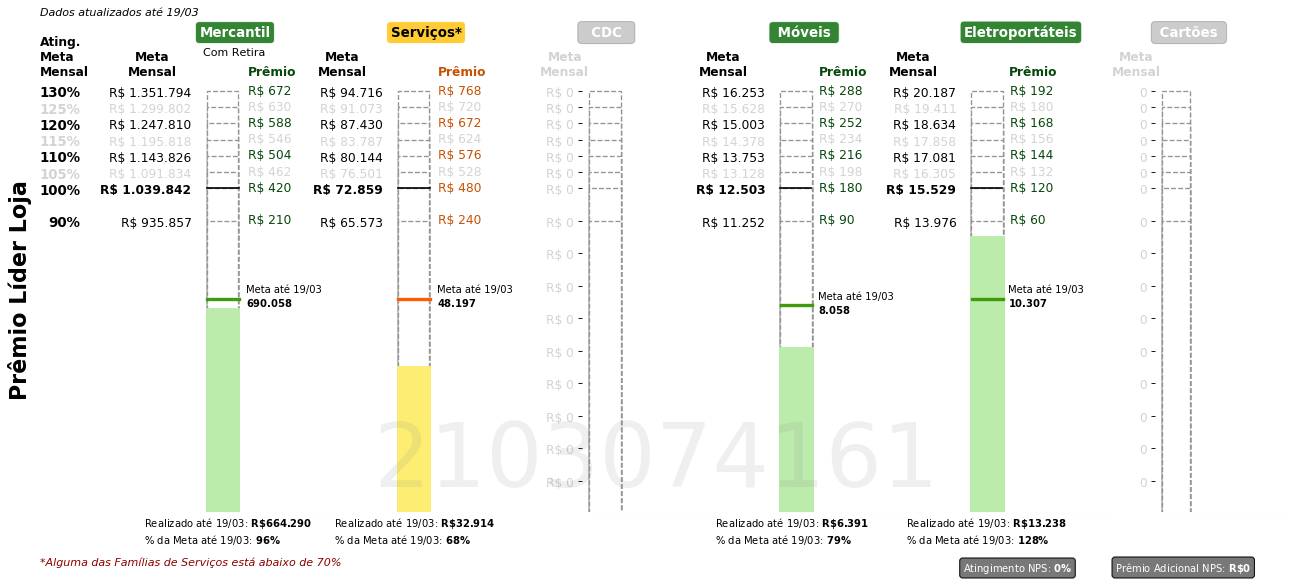 Dados atualizados até 19/03
Mercantil Serviços* CDC Móveis Eletroportáteis Cartões
Com Retira
Ating. Meta Mensal
Meta Mensal Prêmio Meta Mensal Prêmio Meta Mensal Meta Mensal Prêmio Meta Mensal Prêmio Meta Mensal
130% R$ 1.351.794 R$ 672 R$ 94.716 R$ 768 R$ 0 R$ 16.253 R$ 288 R$ 20.187 R$ 192 0
125% R$ 1.299.802 R$ 630 R$ 91.073 R$ 720 R$ 0 R$ 15.628 R$ 270 R$ 19.411 R$ 180 0
120% R$ 1.247.810 R$ 588 R$ 87.430 R$ 672 R$ 0 R$ 15.003 R$ 252 R$ 18.634 R$ 168 0
115% R$ 1.195.818 R$ 546 R$ 83.787 R$ 624 R$ 0 R$ 14.378 R$ 234 R$ 17.858 R$ 156 0
110% R$ 1.143.826 R$ 504 R$ 80.144 R$ 576 R$ 0 R$ 13.753 R$ 216 R$ 17.081 R$ 144 0
105% R$ 1.091.834 R$ 462 R$ 76.501 R$ 528 R$ 0 R$ 13.128 R$ 198 R$ 16.305 R$ 132 0
100% R$ 1.039.842 R$ 420 R$ 72.859 R$ 480 R$ 0 R$ 12.503 R$ 180 R$ 15.529 R$ 120 0
90% R$ 935.857 R$ 210 R$ 65.573 R$ 240 R$ 0 R$ 11.252 R$ 90 R$ 13.976 R$ 60 0
R$ 0 0
R$ 0 0
R$ 0 0
R$ 0 0
R$ 0 0
R$ 0 0
R$ 0 0
R$ 0 0
Meta até 19/03 Meta até 19/03 Meta até 19/03 Meta até 19/03
690.058 48.197 8.058 10.307
Prêmio Líder Loja
2103074161
Realizado até 19/03: R$664.290 Realizado até 19/03: R$32.914 Realizado até 19/03: R$6.391 Realizado até 19/03: R$13.238
% da Meta até 19/03: 96% % da Meta até 19/03: 68% % da Meta até 19/03: 79% % da Meta até 19/03: 128%
*Alguma das Famílias de Serviços está abaixo de 70%
Atingimento NPS: 0% Prêmio Adicional NPS: R$0